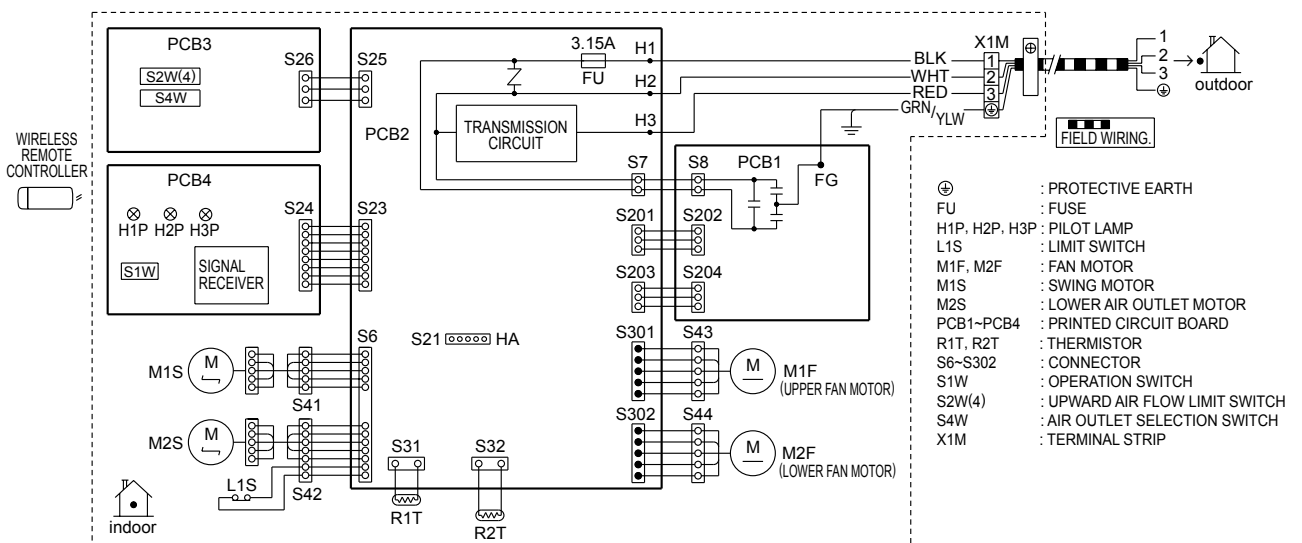 PCB3
S2W(4)
S4W
S26
S25
3.15A
FU
H1
H2
H3
PCB2
TRANSMISSION
CIRCUIT
BLK
WHT
RED
GRN/YLW
X1M
1
2
3
1
2
3
outdoor
FIELD WIRING.
WIRELESS
REMOTE
CONTROLLER
PCB4
H1P H2P H3P
S1W
SIGNAL
RECEIVER
S24
S23
S7
S8
PCB1
FG
S201
S202
S203
S204
S21
HA
S6
M1S
M
S41
M2S
M
S42
L1S
S31
R1T
S32
R2T
S301
S43
M
M1F
(UPPER FAN MOTOR)
S302
S44
M
M2F
(LOWER FAN MOTOR)
indoor
: PROTECTIVE EARTH
FU : FUSE
H1P, H2P, H3P : PILOT LAMP
L1S : LIMIT SWITCH
M1F, M2F : FAN MOTOR
M1S : SWING MOTOR
M2S : LOWER AIR OUTLET MOTOR
PCB1~PCB4 : PRINTED CIRCUIT BOARD
R1T, R2T : THERMISTOR
S6~S302 : CONNECTOR
S1W : OPERATION SWITCH
S2W(4) : UPWARD AIR FLOW LIMIT SWITCH
S4W : AIR OUTLET SELECTION SWITCH
X1M : TERMINAL STRIP